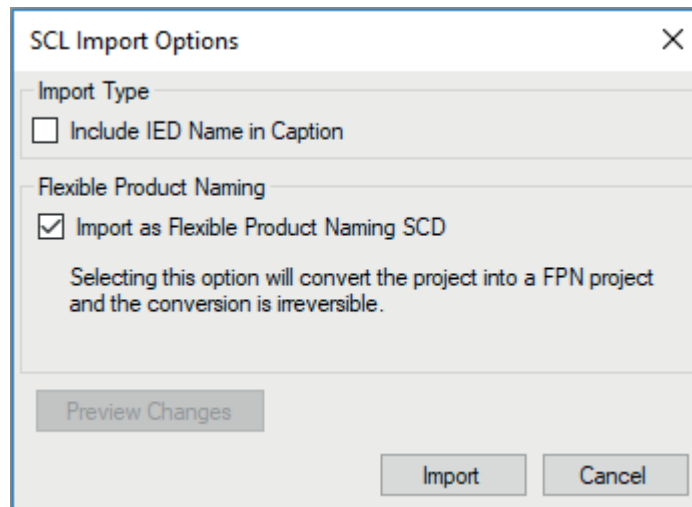 SCL Import Options
Import Type
Include IED Name in Caption
Flexible Product Naming
Import as Flexible Product Naming SCD
Selecting this option will convert the project into a FPN project
and the conversion is irreversible.
Preview Changes
Import
Cancel